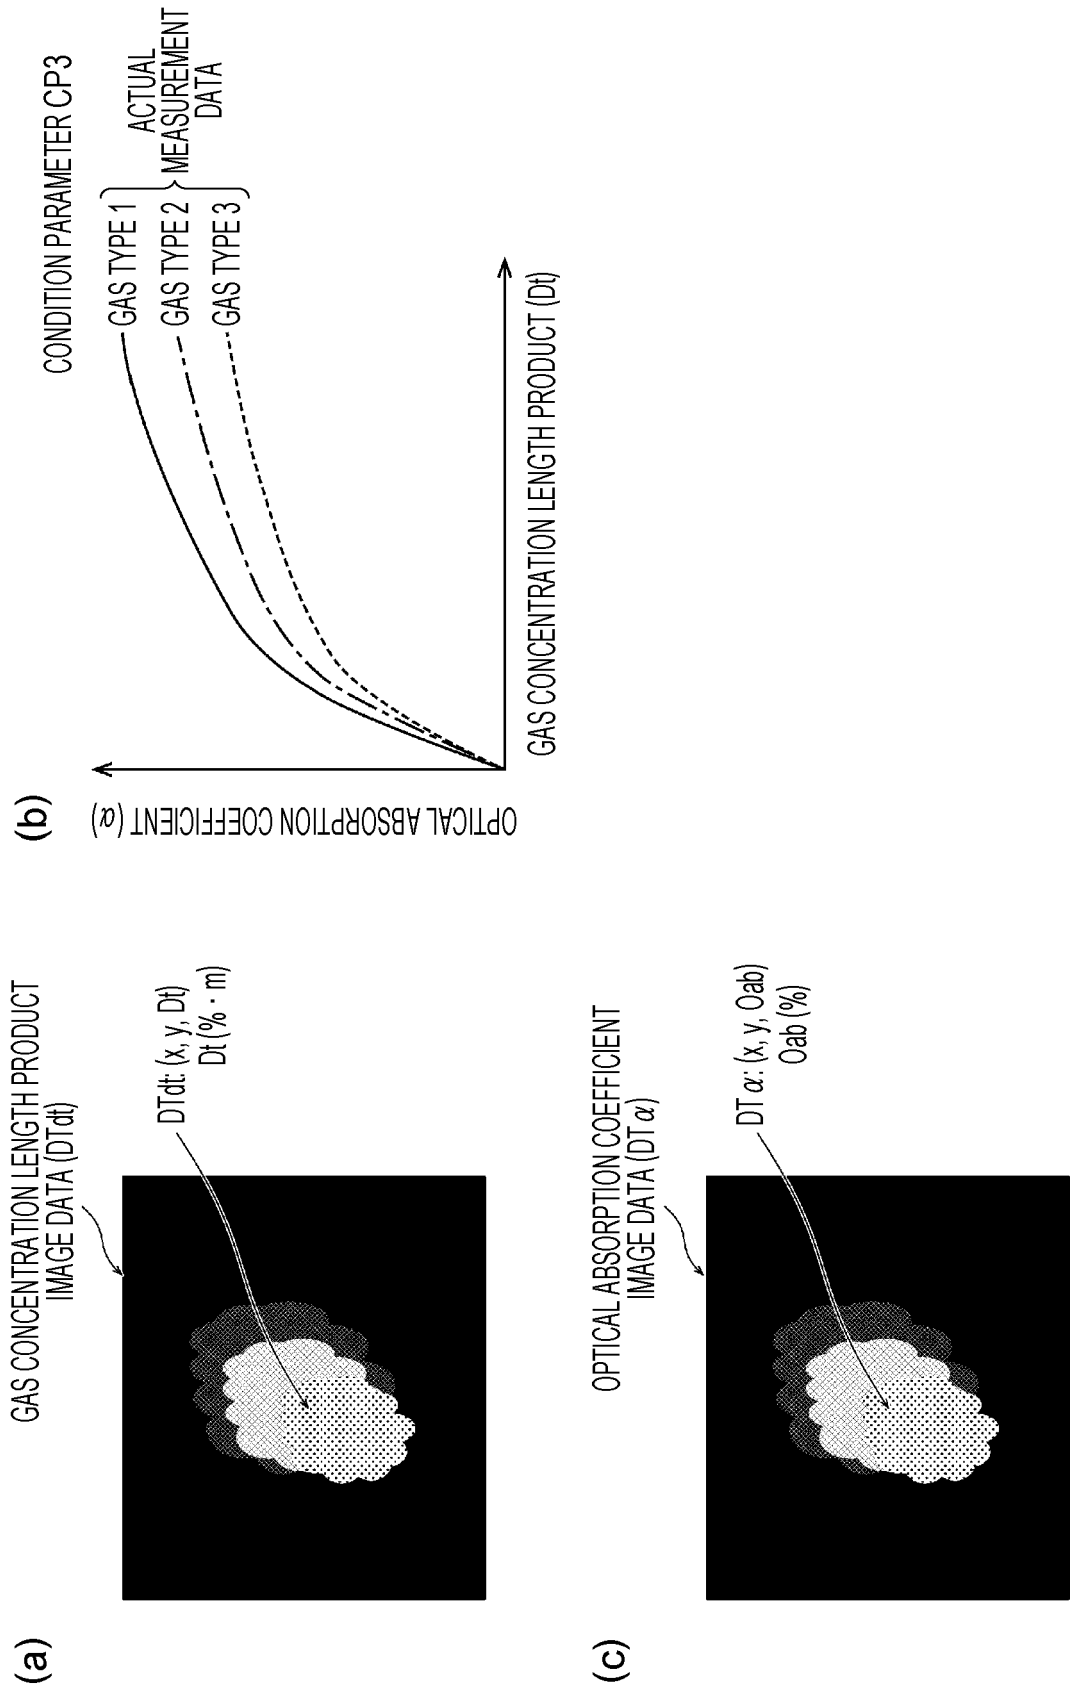 (a)
GAS CONCENTRATION LENGTH PRODUCT
IMAGE DATA (DTdt)
DTdt: (x, y, Dt)
Dt (% · m)
(b)
CONDITION PARAMETER CP3
GAS TYPE 1
GAS TYPE 2
GAS TYPE 3
ACTUAL
MEASUREMENT
DATA
OPTICAL ABSORPTION COEFFICIENT (α)
GAS CONCENTRATION LENGTH PRODUCT (Dt)
(c)
OPTICAL ABSORPTION COEFFICIENT
IMAGE DATA (DTα)
DTα: (x, y, Oab)
Oab (%)